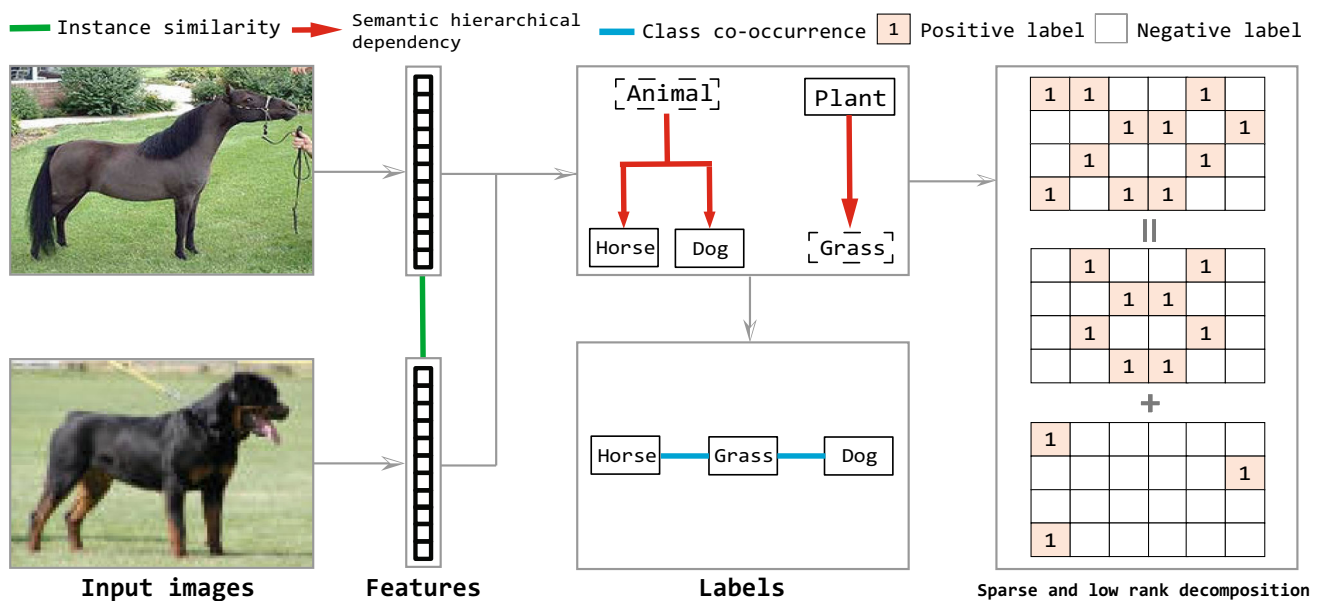 Instance similarity
Semantic hierarchical
dependency
Class co-occurrence
1 Positive label
Negative label
Animal
Plant
Horse
Dog
Grass
Horse
Grass
Dog
1 1 1
1 1 1
1 1
1 1 1
=
1 1
1 1
1 1
1 1
+
1
1
1
Input images
Features
Labels
Sparse and low rank decomposition